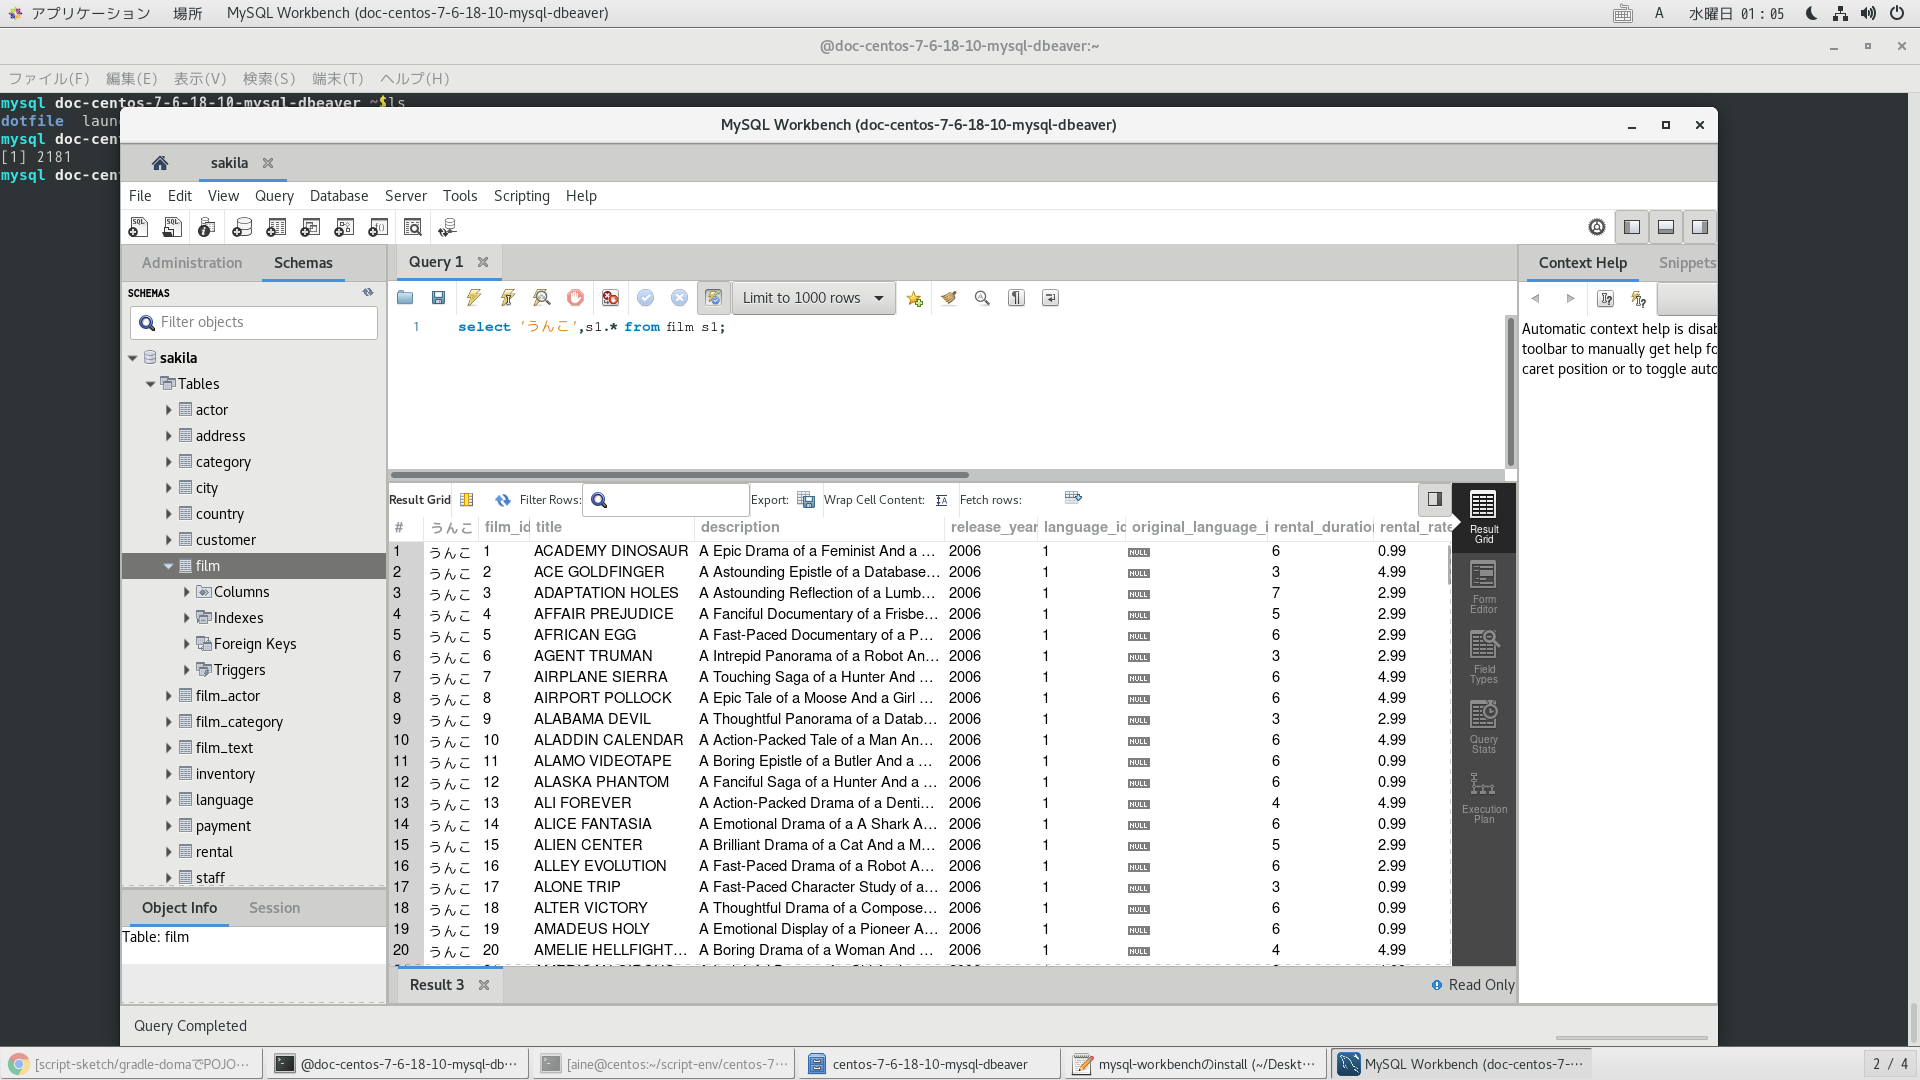 アプリケーション 場所 MySQL Workbench (doc-centos-7-6-18-10-mysql-dbeaver) A 水曜日 01:05
@doc-centos-7-6-18-10-mysql-dbeaver:~
ファイル(F) 編集(E) 表示(V) 検索(S) 端末(T) ヘルプ(H)
mysql doc-centos-7-6-18-10-mysql-dbeaver ~$ls
dotfile
mysql doc-cen
[1] 2181
mysql doc-cen
MySQL Workbench (doc-centos-7-6-18-10-mysql-dbeaver)
sakila
File Edit View Query Database Server Tools Scripting Help
Administration Schemas
Query 1
Context Help Snippets
SCHEMAS
Limit to 1000 rows
Filter objects
1 select 'うんこ',s1.* from film s1;
Automatic context help is disab
toolbar to manually get help fo
caret position or to toggle auto
sakila
Tables
actor
address
category
city
country
customer
film
Columns
Indexes
Foreign Keys
Triggers
film_actor
film_category
film_text
inventory
language
payment
rental
staff
Result Grid Filter Rows: Export: Wrap Cell Content: Fetch rows:
# うんこ film_id title description release_year language_id original_language_i rental_duration rental_rate
1 うんこ 1 ACADEMY DINOSAUR A Epic Drama of a Feminist And a ... 2006 1 NULL 6 0.99
2 うんこ 2 ACE GOLDFINGER A Astounding Epistle of a Database... 2006 1 NULL 3 4.99
3 うんこ 3 ADAPTATION HOLES A Astounding Reflection of a Lumb... 2006 1 NULL 7 2.99
4 うんこ 4 AFFAIR PREJUDICE A Fanciful Documentary of a Frisbe... 2006 1 NULL 5 2.99
5 うんこ 5 AFRICAN EGG A Fast-Paced Documentary of a P... 2006 1 NULL 6 2.99
6 うんこ 6 AGENT TRUMAN A Intrepid Panorama of a Robot An... 2006 1 NULL 3 2.99
7 うんこ 7 AIRPLANE SIERRA A Touching Saga of a Hunter And ... 2006 1 NULL 6 4.99
8 うんこ 8 AIRPORT POLLOCK A Epic Tale of a Moose And a Girl ... 2006 1 NULL 6 4.99
9 うんこ 9 ALABAMA DEVIL A Thoughtful Panorama of a Datab... 2006 1 NULL 3 2.99
10 うんこ 10 ALADDIN CALENDAR A Action-Packed Tale of a Man An... 2006 1 NULL 6 4.99
11 うんこ 11 ALAMO VIDEOTAPE A Boring Epistle of a Butler And a ... 2006 1 NULL 6 0.99
12 うんこ 12 ALASKA PHANTOM A Fanciful Saga of a Hunter And a ... 2006 1 NULL 6 0.99
13 うんこ 13 ALI FOREVER A Action-Packed Drama of a Denti... 2006 1 NULL 4 4.99
14 うんこ 14 ALICE FANTASIA A Emotional Drama of a A Shark A... 2006 1 NULL 6 0.99
15 うんこ 15 ALIEN CENTER A Brilliant Drama of a Cat And a M... 2006 1 NULL 5 2.99
16 うんこ 16 ALLEY EVOLUTION A Fast-Paced Drama of a Robot A... 2006 1 NULL 6 2.99
17 うんこ 17 ALONE TRIP A Fast-Paced Character Study of a... 2006 1 NULL 3 0.99
18 うんこ 18 ALTER VICTORY A Thoughtful Drama of a Compose... 2006 1 NULL 6 0.99
19 うんこ 19 AMADEUS HOLY A Emotional Display of a Pioneer A... 2006 1 NULL 6 0.99
20 うんこ 20 AMELIE HELLFIGHT... A Boring Drama of a Woman And ... 2006 1 NULL 4 4.99
Result Grid
Form Editor
Field Types
Query Stats
Execution Plan
Object Info Session
Table: film
Result 3 Read Only
Query Completed
[script-sketch/gradle-domaでPOJO... @doc-centos-7-6-18-10-mysql-db... [aine@centos:~/script-env/centos-7... centos-7-6-18-10-mysql-dbeaver mysql-workbenchのinstall (~/Deskt... MySQL Workbench (doc-centos-7-... 2 / 4